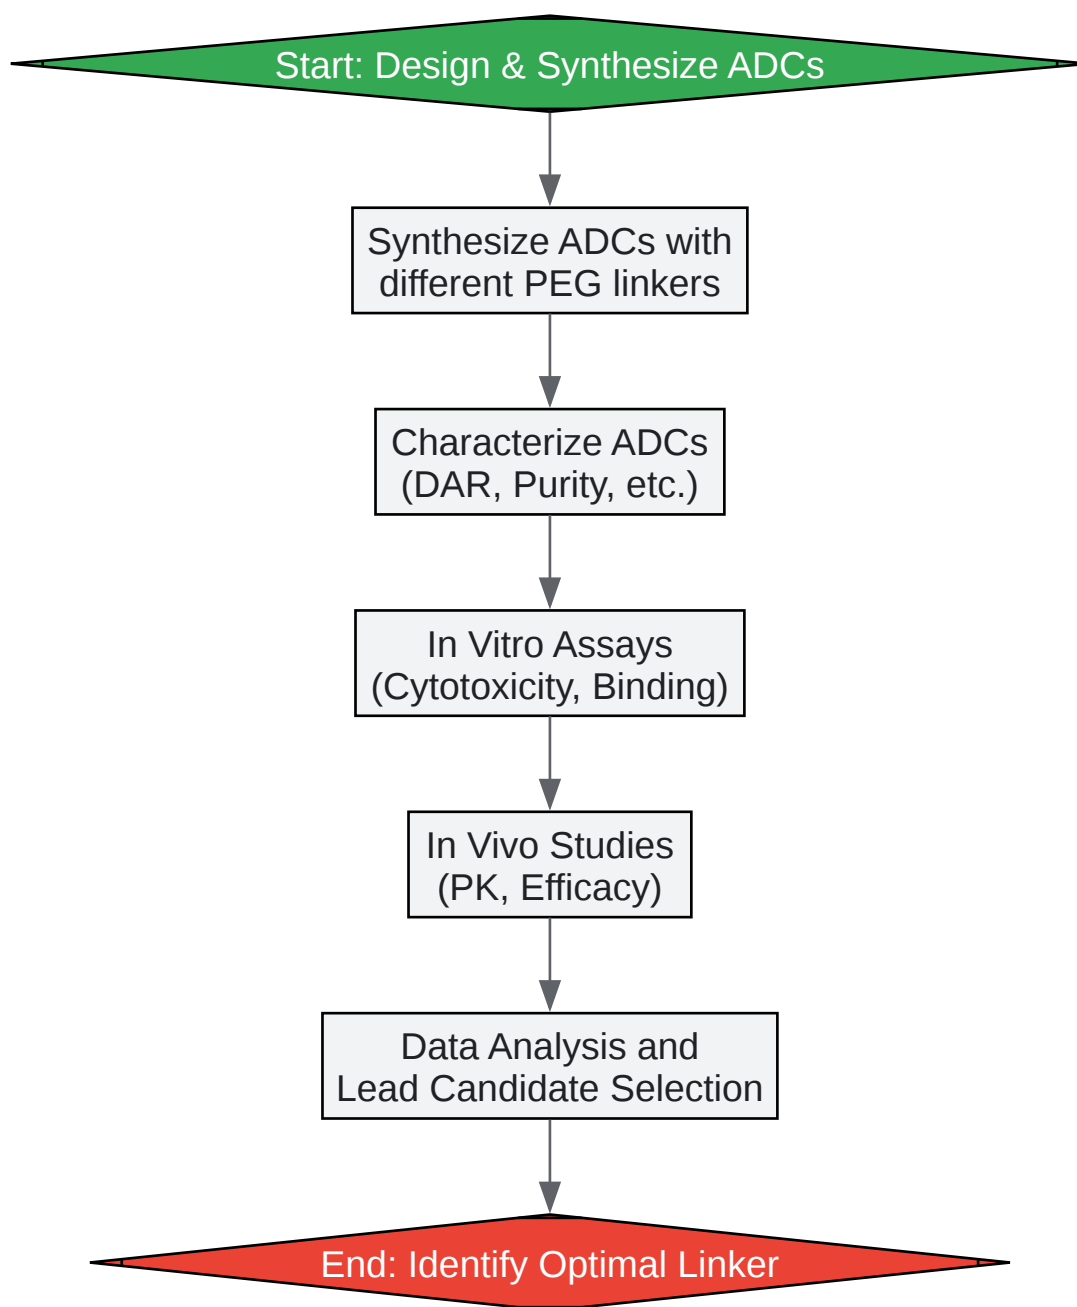 Start: Design & Synthesize ADCs
Synthesize ADCs with
different PEG linkers
Characterize ADCs
(DAR, Purity, etc.)
In Vitro Assays
(Cytotoxicity, Binding)
In Vivo Studies
(PK, Efficacy)
Data Analysis and
Lead Candidate Selection
End: Identify Optimal Linker